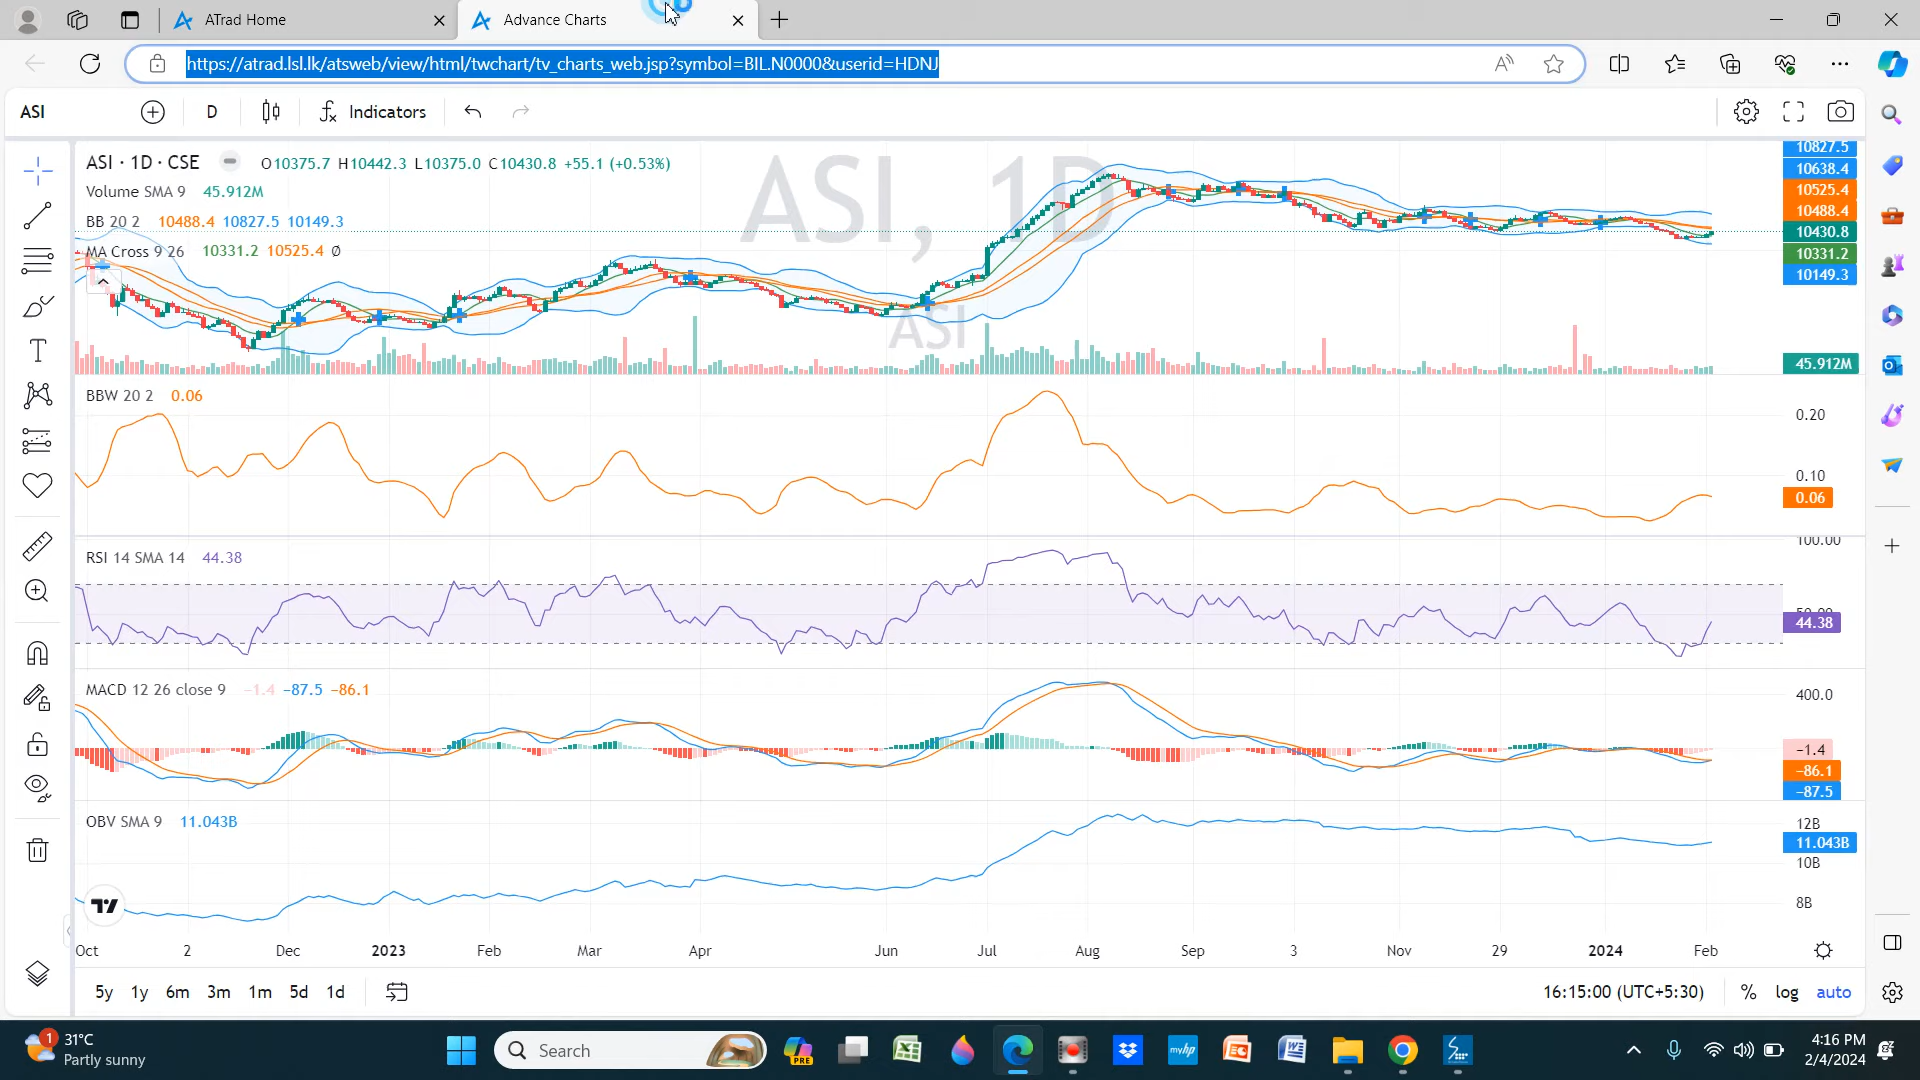 ATrad Home
Advance Charts
https://atrad.lsl.lk/atsweb/view/html/twchart/tv_charts_web.jsp?symbol=BIL.N0000&userid=HDNJ
ASI
D
Indicators
ASI · 1D · CSE
O10375.7 H10442.3 L10375.0 C10430.8 +55.1 (+0.53%)
Volume SMA 9 45.912M
BB 20 2 10488.4 10827.5 10149.3
MA Cross 9 26 10331.2 10525.4 Ø
ASI, 1D
ASI
10827.5
10638.4
10525.4
10488.4
10430.8
10331.2
10149.3
45.912M
BBW 20 2 0.06
0.20
0.10
0.06
RSI 14 SMA 14 44.38
100.00
50.00
44.38
MACD 12 26 close 9 −1.4 −87.5 −86.1
400.0
−1.4
−86.1
−87.5
OBV SMA 9 11.043B
12B
11.043B
10B
8B
Oct 2 Dec 2023 Feb Mar Apr Jun Jul Aug Sep 3 Nov 29 2024 Feb
5y 1y 6m 3m 1m 5d 1d
16:15:00 (UTC+5:30) % log auto
1
31°C
Partly sunny
Search
PRE
myhp
4:16 PM
2/4/2024